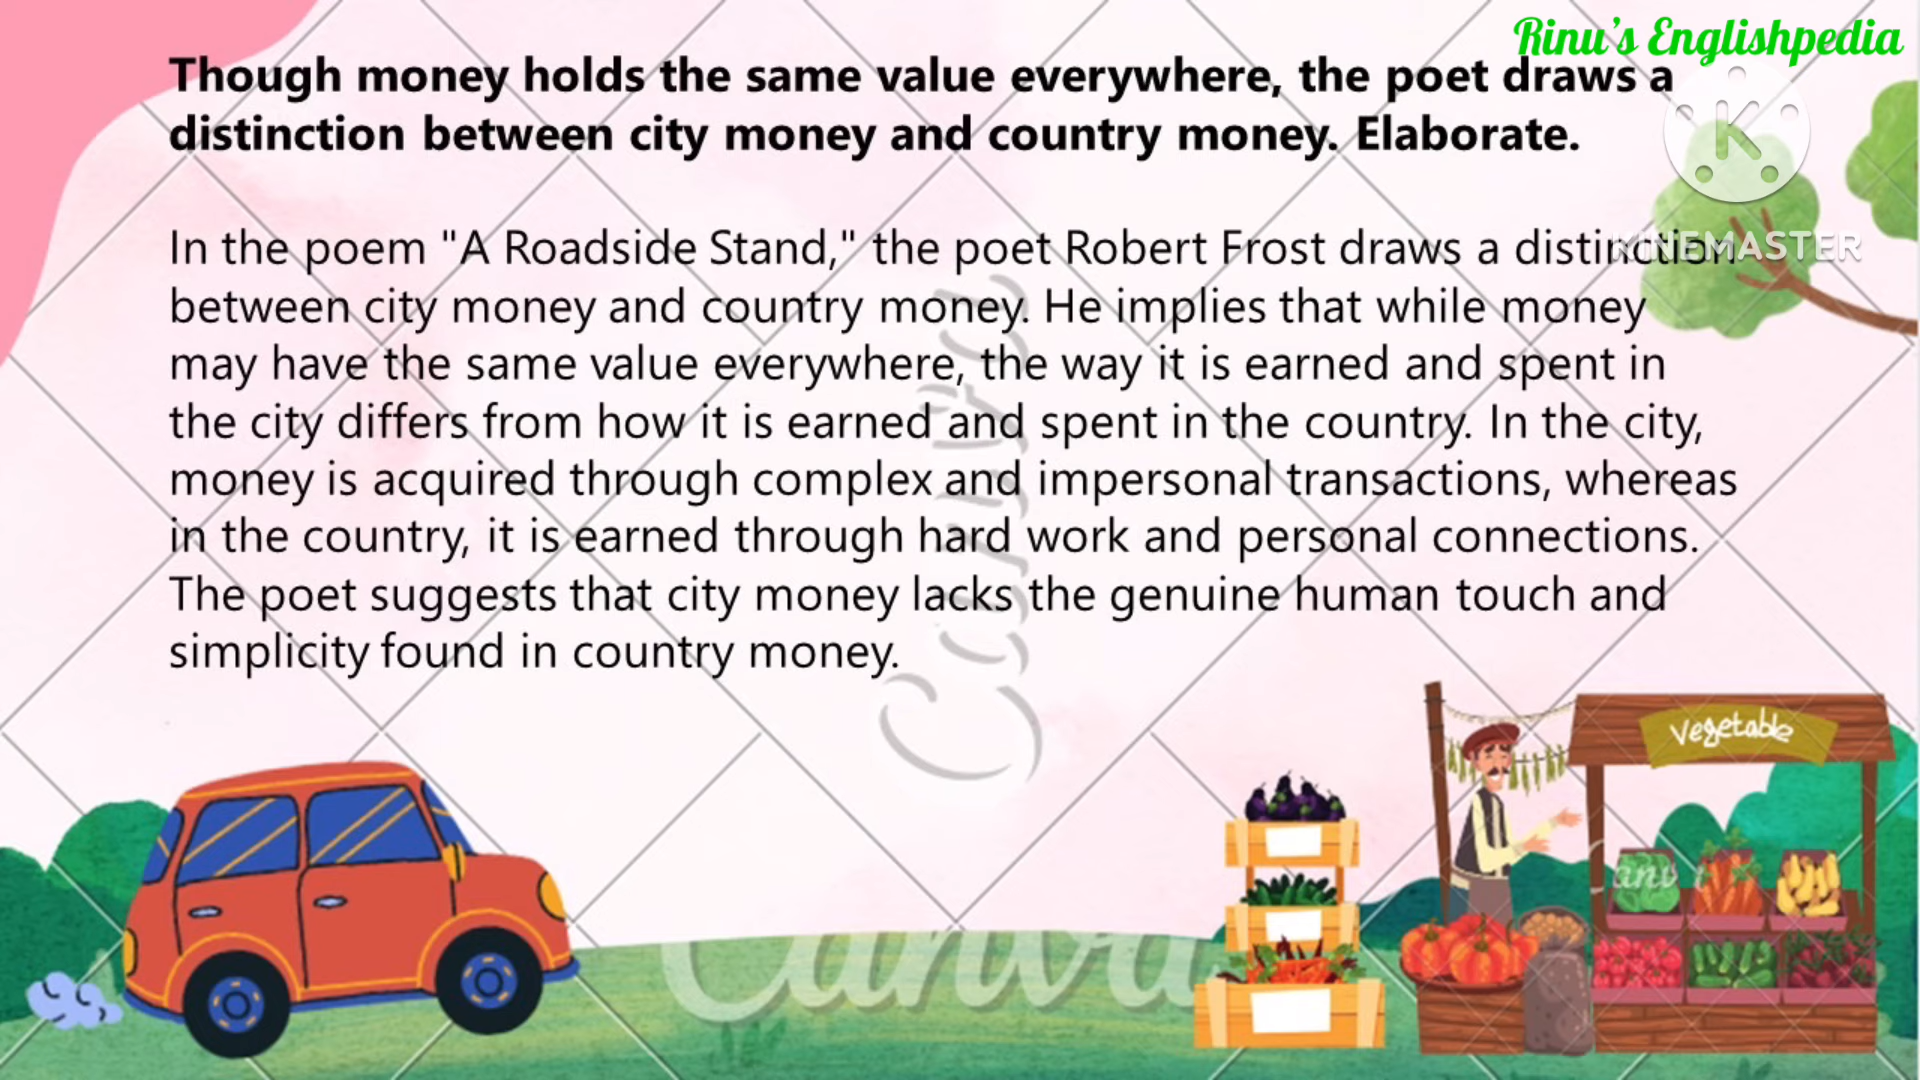 Rinu's Englishpedia
Though money holds the same value everywhere, the poet draws a
distinction between city money and country money. Elaborate.
K
KINEMASTER
In the poem "A Roadside Stand," the poet Robert Frost draws a distinction
between city money and country money. He implies that while money
may have the same value everywhere, the way it is earned and spent in
the city differs from how it is earned and spent in the country. In the city,
money is acquired through complex and impersonal transactions, whereas
in the country, it is earned through hard work and personal connections.
The poet suggests that city money lacks the genuine human touch and
simplicity found in country money.
Canva
vegetable
Canva